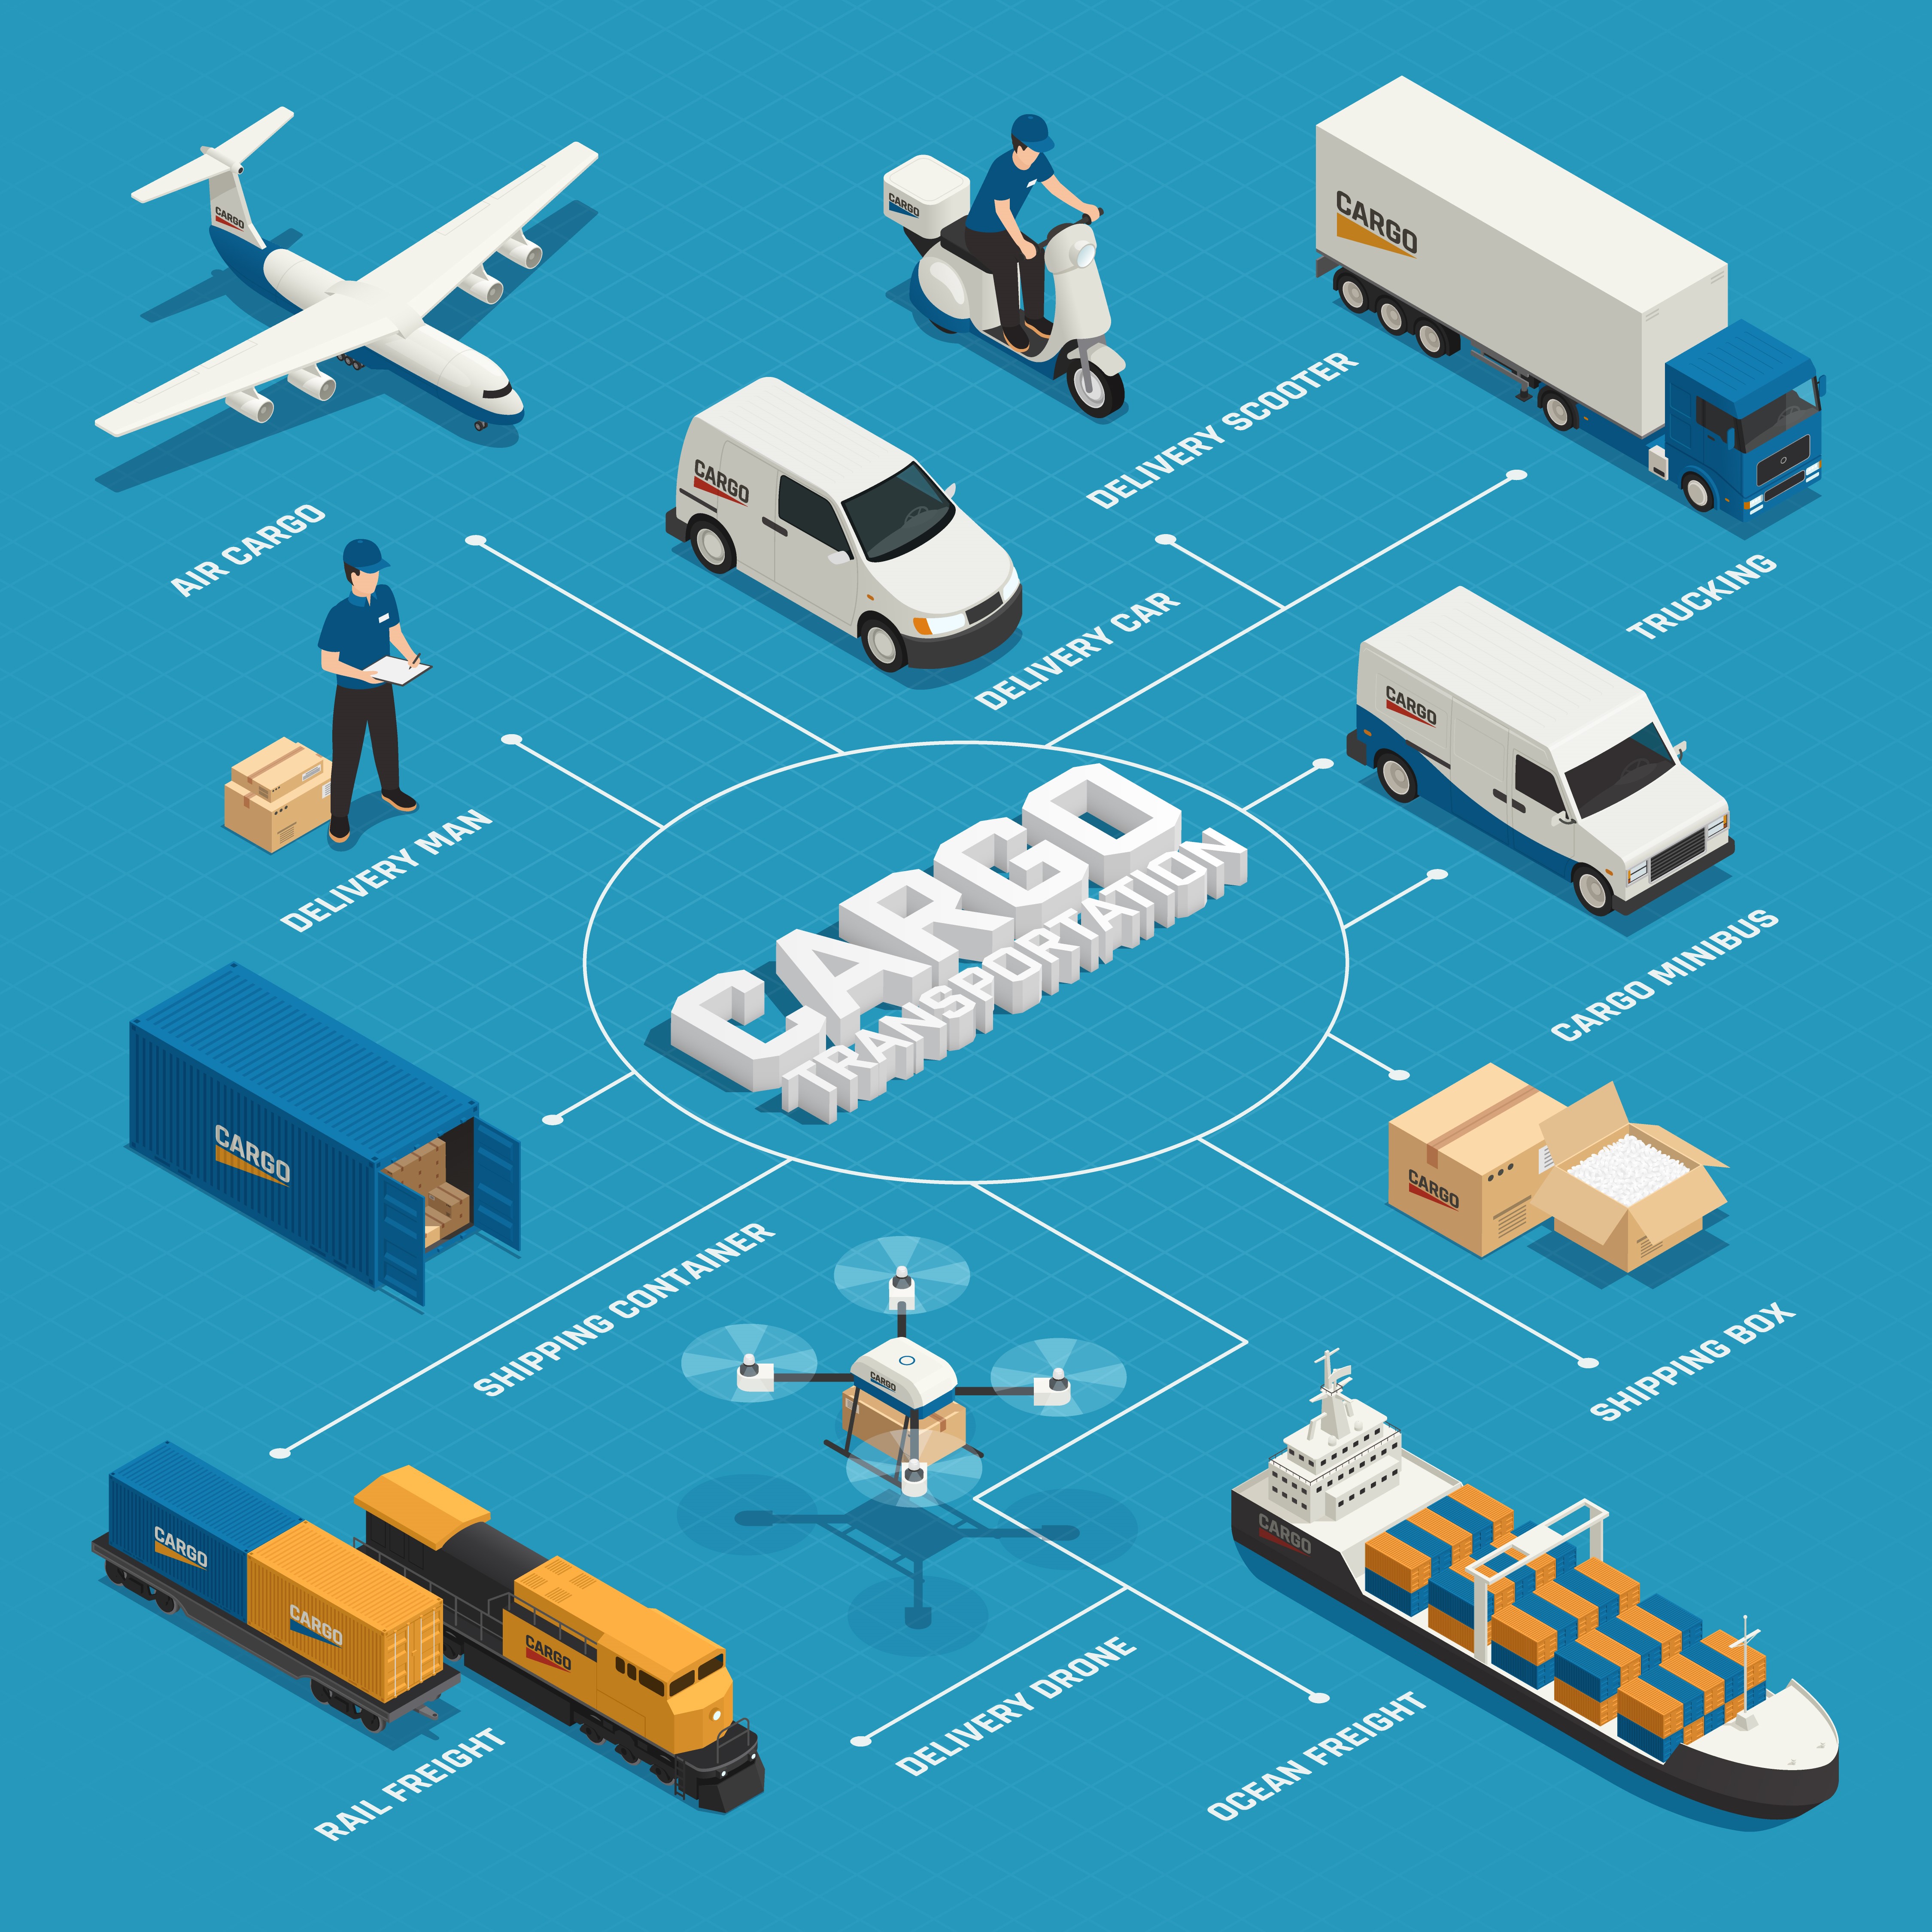 CARGO
CARGO
CARGO
AIR CARGO
CARGO
DELIVERY SCOOTER
DELIVERY CAR
TRUCKING
CARGO
DELIVERY MAN
CARGO
TRANSPORTATION
CARGO MINIBUS
CARGO
CARGO
SHIPPING CONTAINER
SHIPPING BOX
CARGO
CARGO
CARGO
CARGO
CARGO
RAIL FREIGHT
DELIVERY DRONE
OCEAN FREIGHT